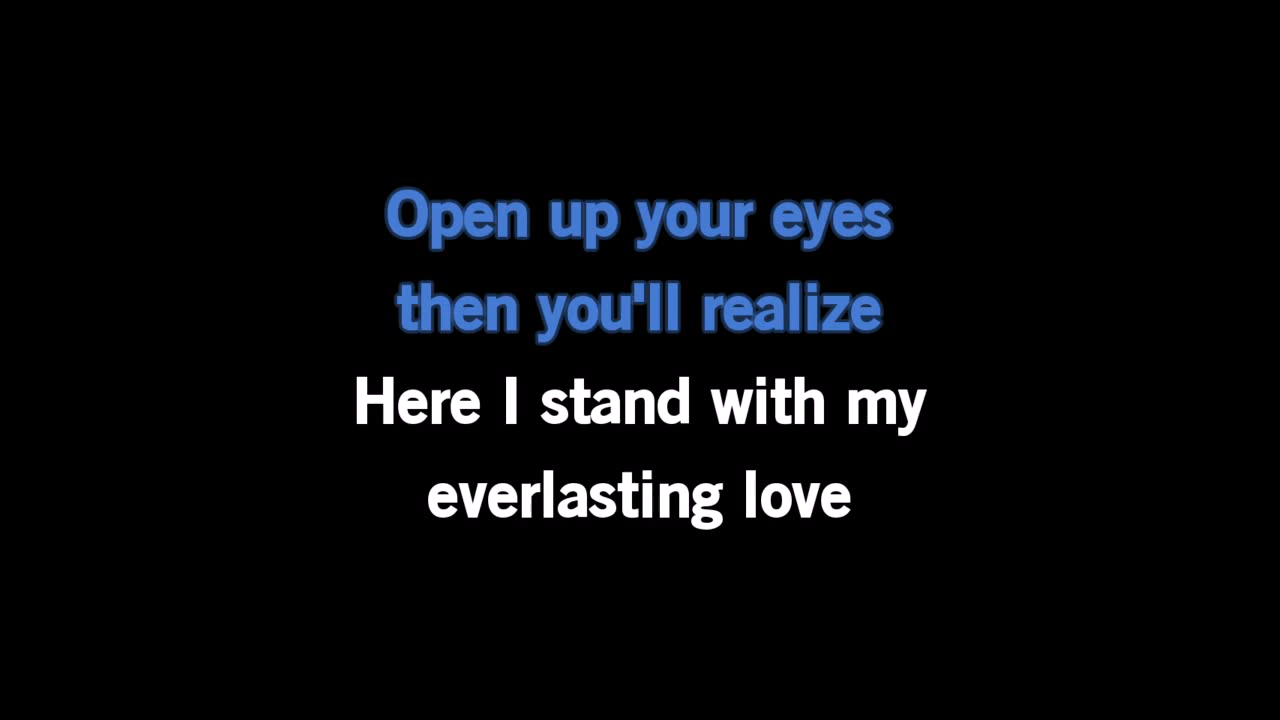 Open up your eyes
then you'll realize
Here I stand with my
everlasting love